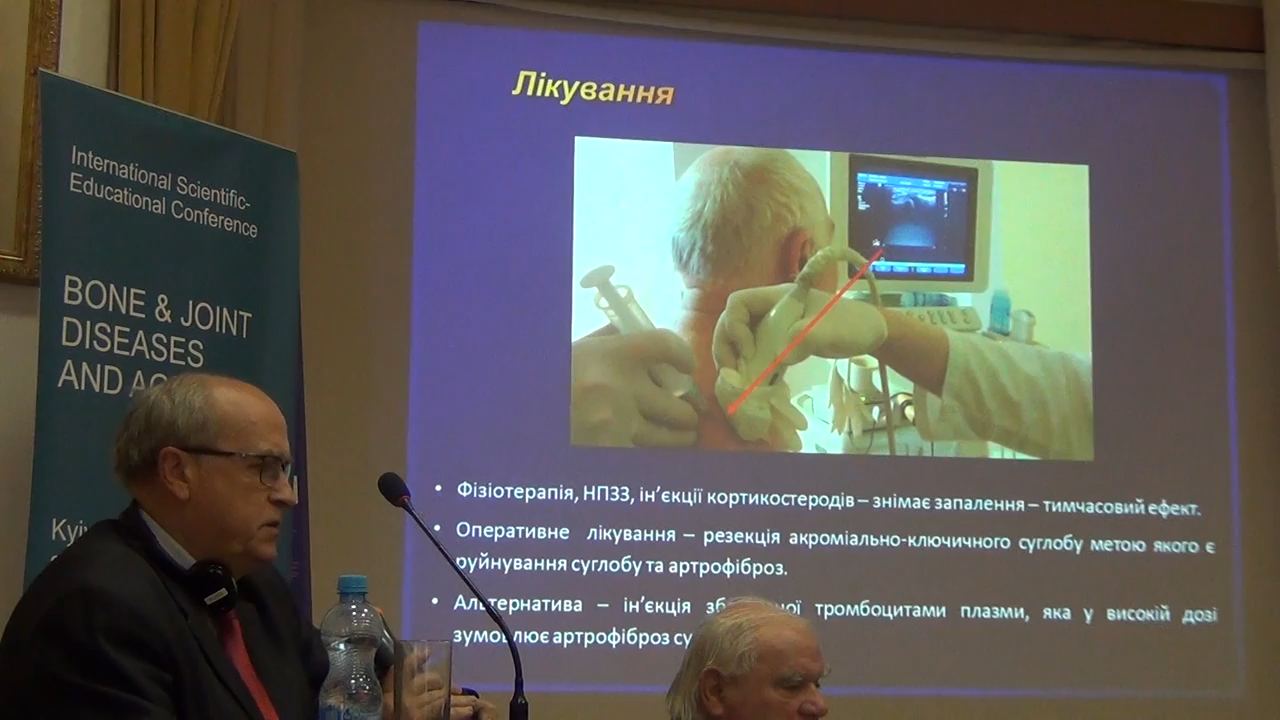 International Scientific-
Educational Conference
BONE & JOINT
DISEASES
AND
Лікування
• Фізіотерапія, НПЗЗ, ін’єкції кортикостеродів – знімає запалення – тимчасовий ефект.
• Оперативне лікування – резекція акроміально-ключичного суглобу метою якого є
руйнування суглобу та артрофіброз.
• Альтернатива – ін’єкція тромбоцитами плазми, яка у високій дозі
зумовлює артрофіброз